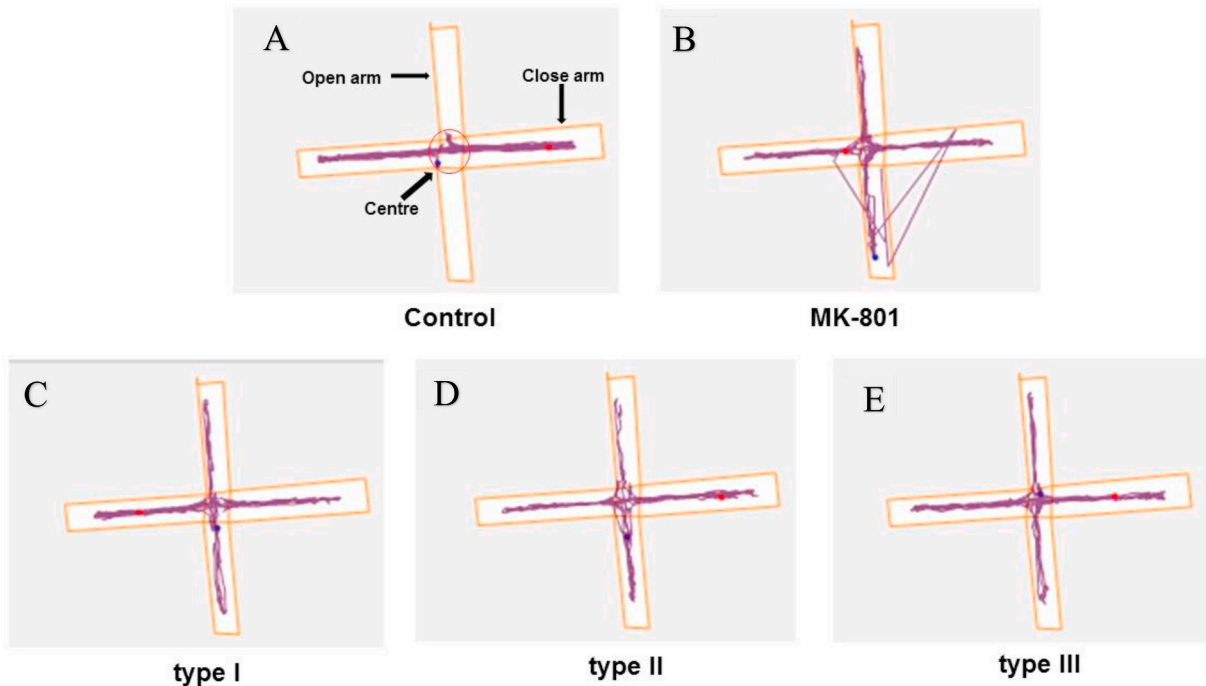 A
Open arm
Close arm
Centre
Control
B
MK-801
C
type I
D
type II
E
type III